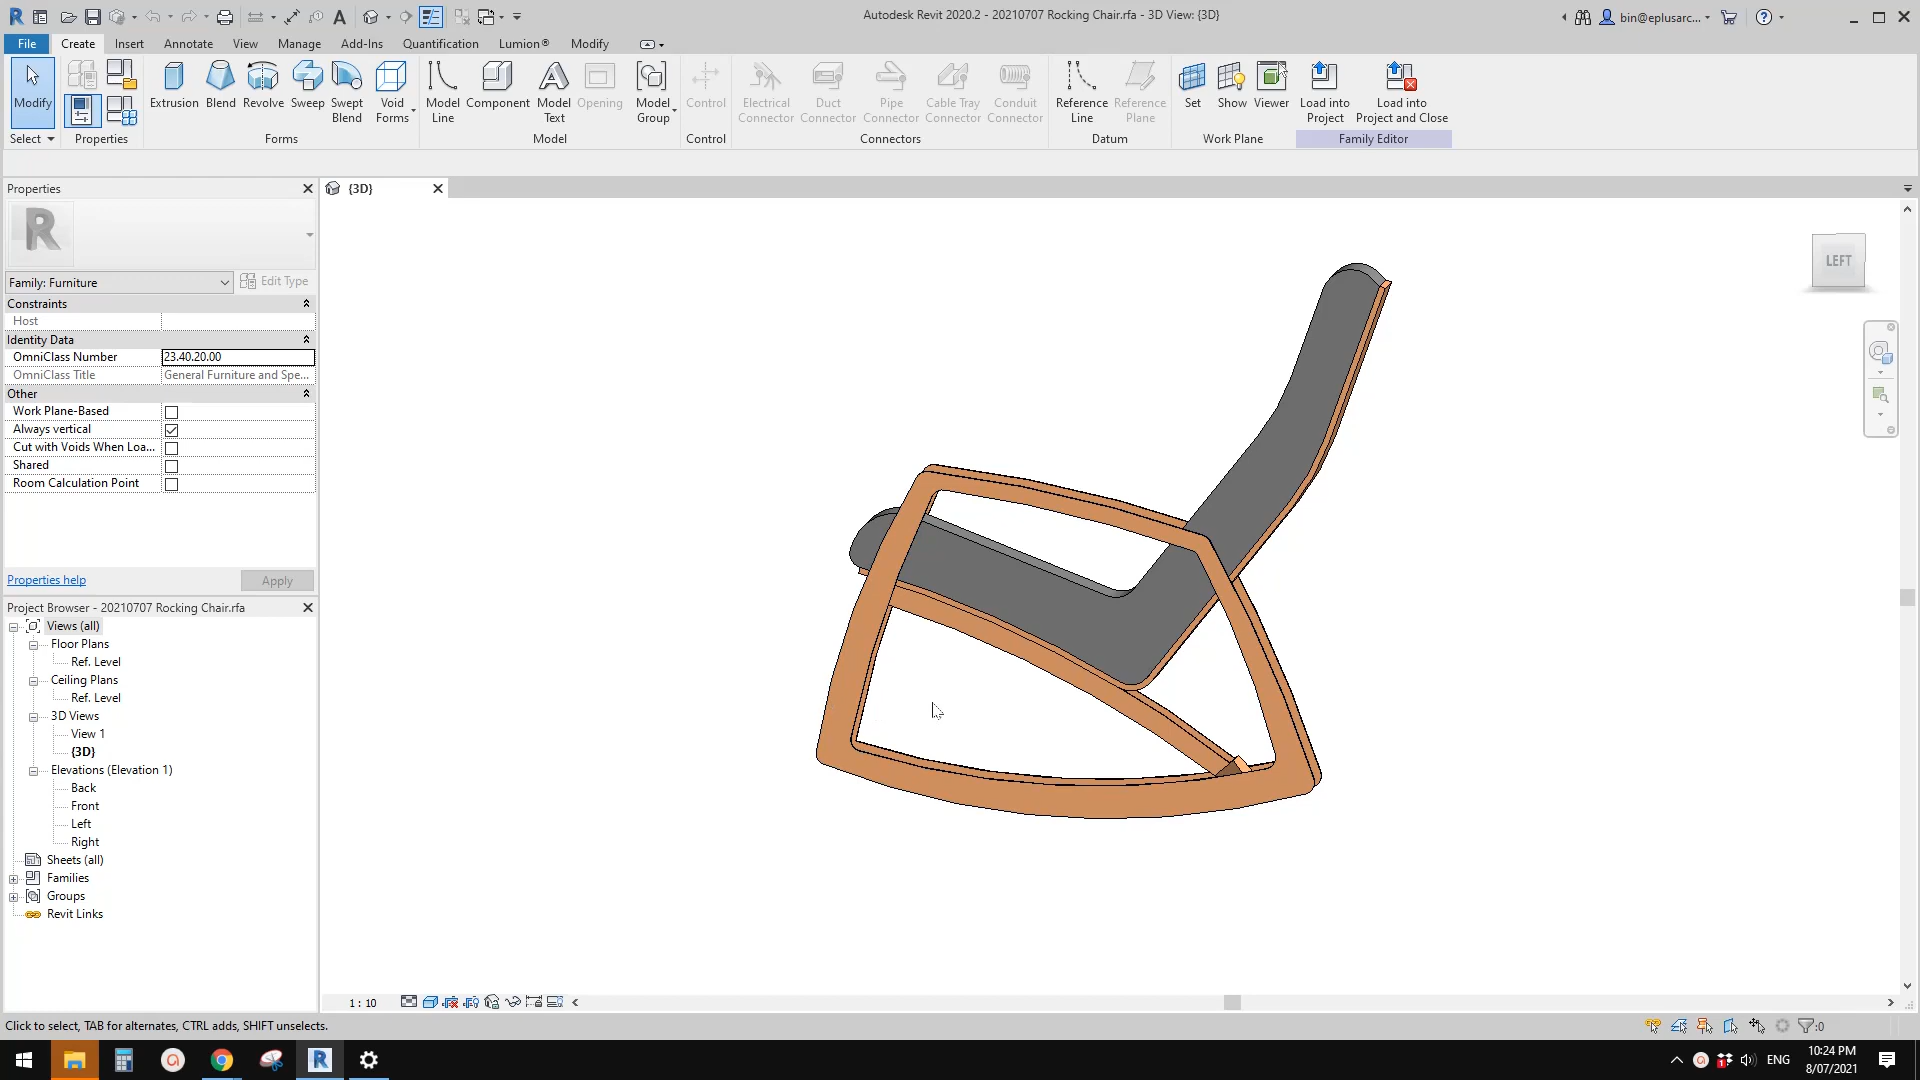 Autodesk Revit 2020.2 - 20210707 Rocking Chair.rfa - 3D View: {3D}
bin@eplusarc...
File Create Insert Annotate View Manage Add-Ins Quantification Lumion® Modify
Modify
Extrusion Blend Revolve Sweep Swept Blend Void Forms
Model Line Component Model Text Opening Model Group
Control
Electrical Connector Duct Connector Pipe Connector Cable Tray Connector Conduit Connector
Reference Line Reference Plane
Set Show Viewer
Load into Project Load into Project and Close
Select Properties Forms Model Control Connectors Datum Work Plane Family Editor
Properties
{3D}
R
LEFT
Family: Furniture
Edit Type
Constraints
Host
Identity Data
OmniClass Number 23.40.20.00
OmniClass Title General Furniture and Spe...
Other
Work Plane-Based
Always vertical
Cut with Voids When Loa...
Shared
Room Calculation Point
Properties help
Apply
Project Browser - 20210707 Rocking Chair.rfa
Views (all)
Floor Plans
Ref. Level
Ceiling Plans
Ref. Level
3D Views
View 1
{3D}
Elevations (Elevation 1)
Back
Front
Left
Right
Sheets (all)
Families
Groups
Revit Links
1 : 10
Click to select, TAB for alternates, CTRL adds, SHIFT unselects.
:0
ENG
10:24 PM
8/07/2021